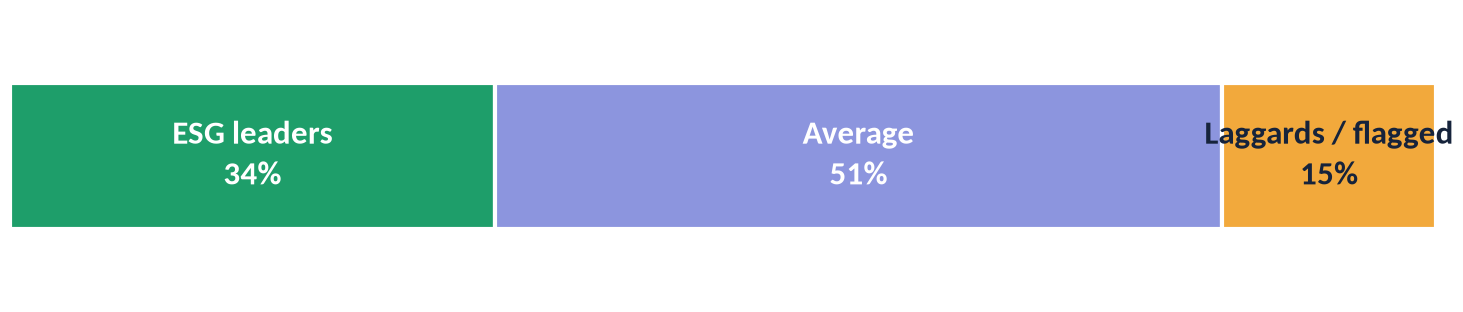 ESG leaders
34%
Average
51%
Laggards / flagged
15%